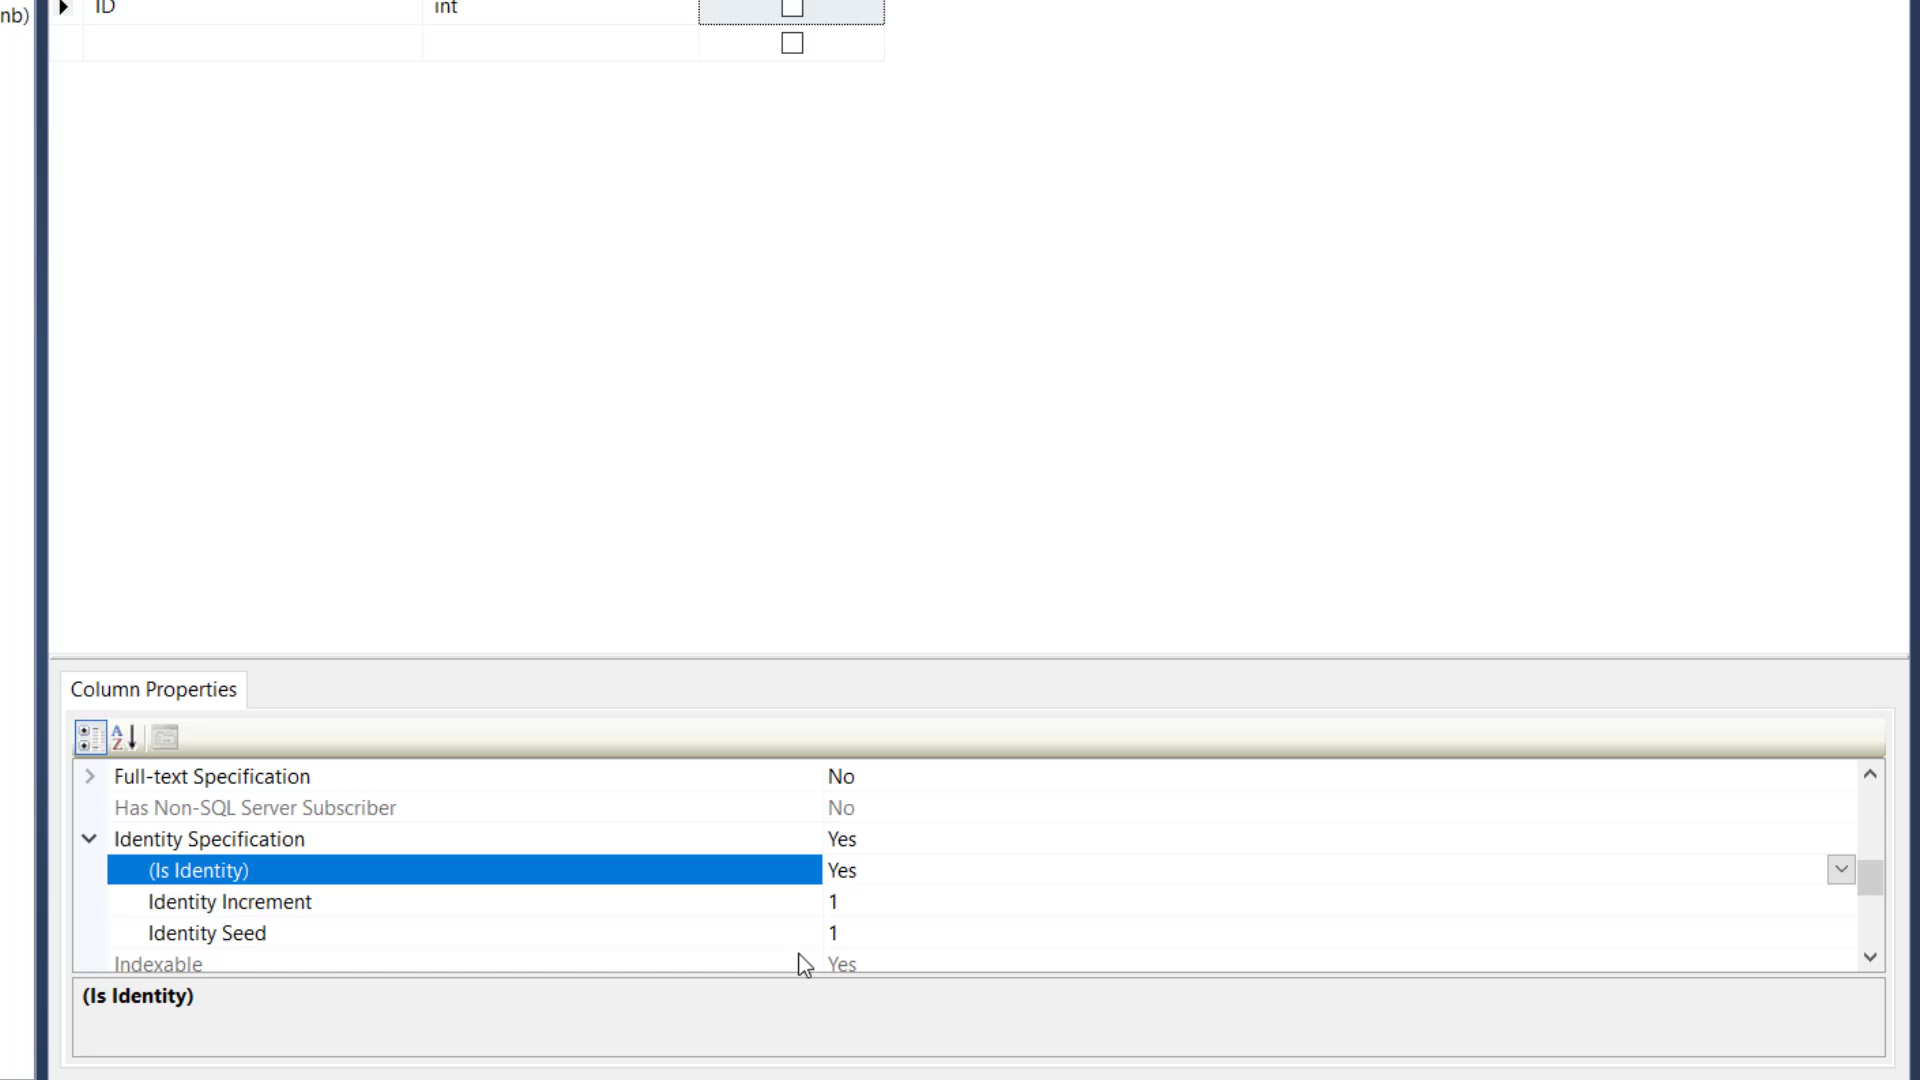 nb)
ID int
Column Properties
Full-text Specification No
Has Non-SQL Server Subscriber No
Identity Specification Yes
(Is Identity) Yes
Identity Increment 1
Identity Seed 1
Indexable Yes
(Is Identity)